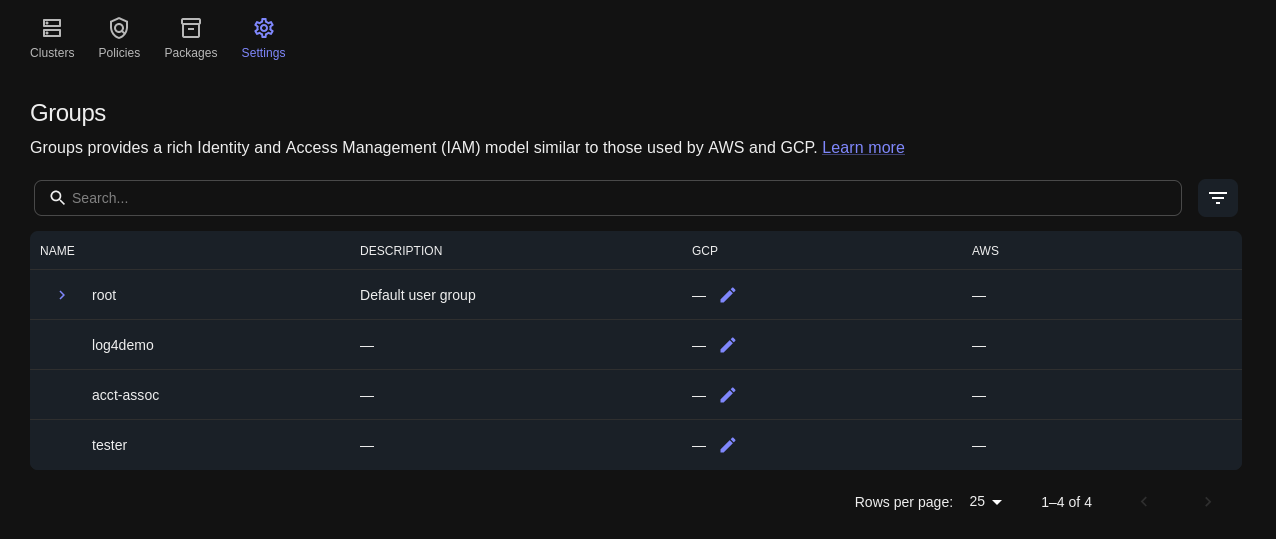 Clusters Policies Packages Settings
Groups
Groups provides a rich Identity and Access Management (IAM) model similar to those used by AWS and GCP. Learn more
Search...
NAME DESCRIPTION GCP AWS
root Default user group — —
log4demo — — —
acct-assoc — — —
tester — — —
Rows per page: 25 1–4 of 4